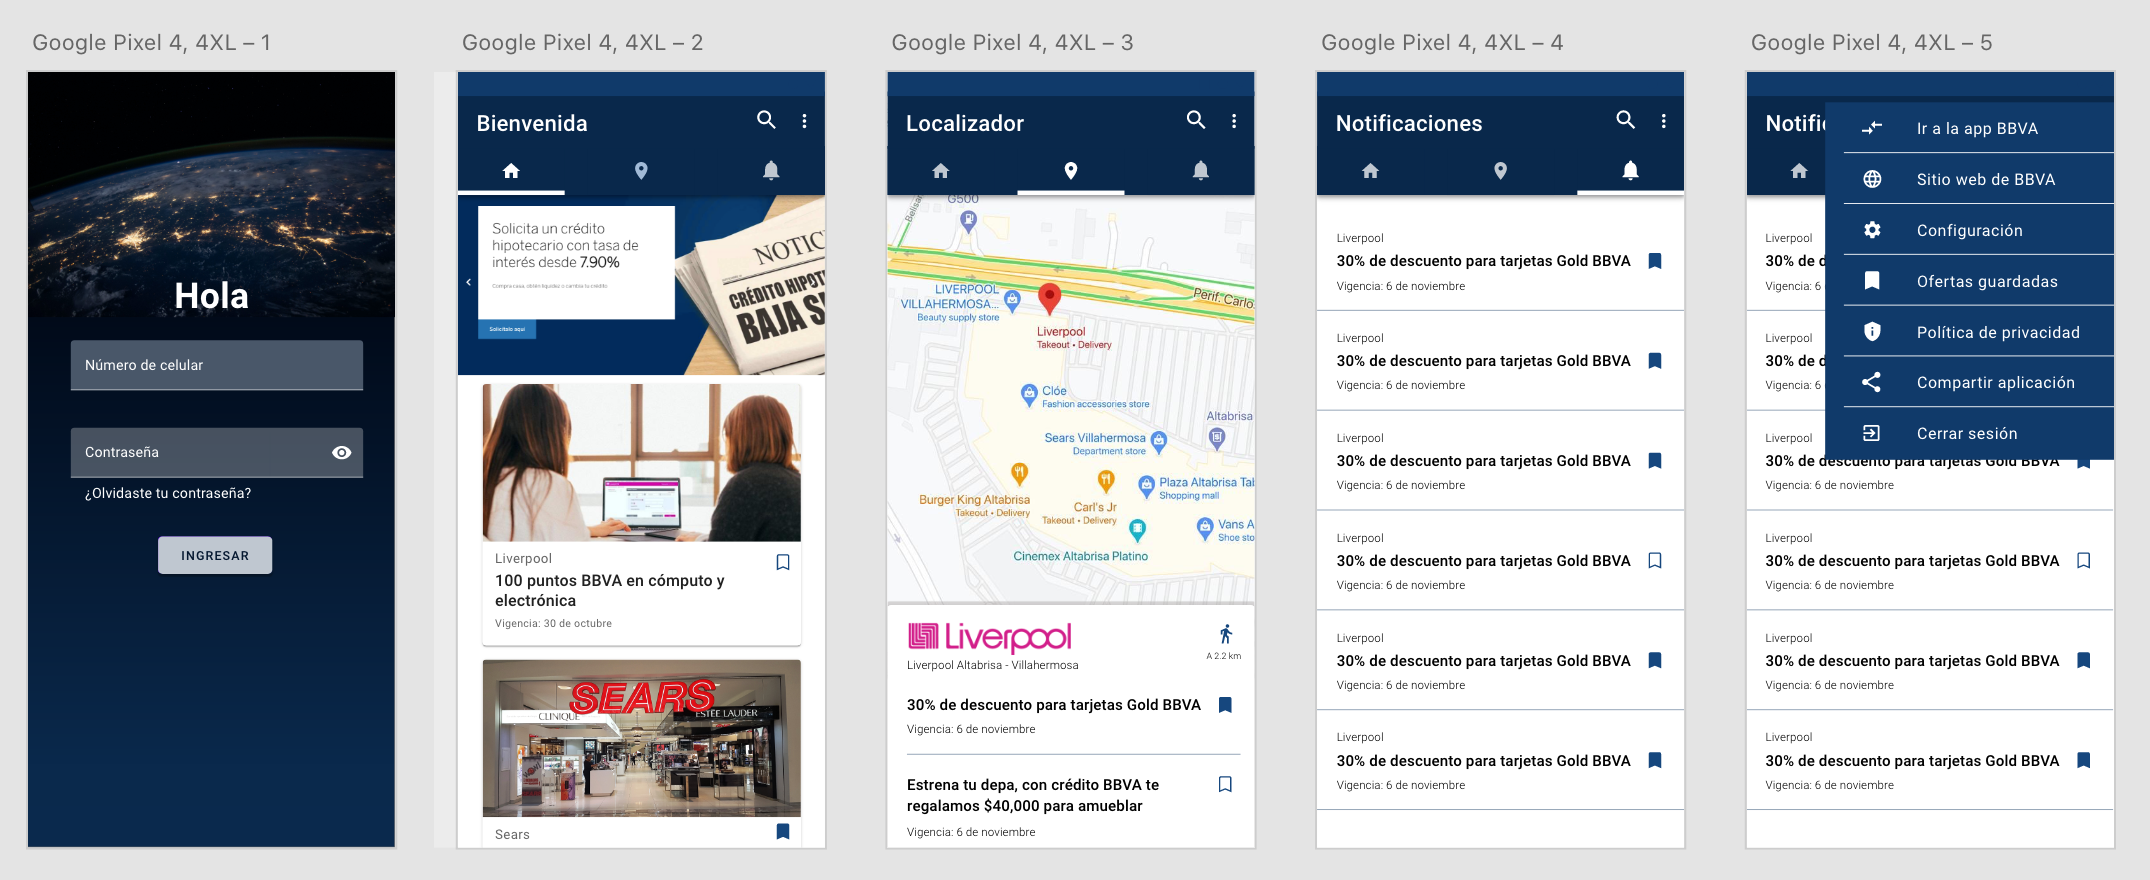 Google Pixel 4, 4XL – 1
Hola
Número de celular
Contraseña
¿Olvidaste tu contraseña?
INGRESAR
Google Pixel 4, 4XL – 2
Bienvenida
Solicita un crédito
hipotecario con tasa de
interés desde 7.90%
Compra casa, obtén liquidez o cambia tu crédito
Solicítalo aquí
NOTIC
CRÉDITO HIPOT
BAJA S
Liverpool
100 puntos BBVA en cómputo y
electrónica
Vigencia: 30 de octubre
SEARS
CLINIQUE
ESTÉE LAUDER
Sears
Google Pixel 4, 4XL – 3
Localizador
G500
Belisar
LIVERPOOL
VILLAHERMOSA...
Beauty supply store
Perif. Carlo
Liverpool
Takeout • Delivery
Clóe
Fashion accessories store
Altabrisa
Sears Villahermosa
Department store
Burger King Altabrisa
Takeout • Delivery
Carl's Jr
Takeout • Delivery
Plaza Altabrisa Tab
Shopping mall
Vans A
Shoe sto
Cinemex Altabrisa Platino
Liverpool
Liverpool Altabrisa - Villahermosa
A 2.2 km
30% de descuento para tarjetas Gold BBVA
Vigencia: 6 de noviembre
Estrena tu depa, con crédito BBVA te
regalamos $40,000 para amueblar
Vigencia: 6 de noviembre
Google Pixel 4, 4XL – 4
Notificaciones
Liverpool
30% de descuento para tarjetas Gold BBVA
Vigencia: 6 de noviembre
Liverpool
30% de descuento para tarjetas Gold BBVA
Vigencia: 6 de noviembre
Liverpool
30% de descuento para tarjetas Gold BBVA
Vigencia: 6 de noviembre
Liverpool
30% de descuento para tarjetas Gold BBVA
Vigencia: 6 de noviembre
Liverpool
30% de descuento para tarjetas Gold BBVA
Vigencia: 6 de noviembre
Liverpool
30% de descuento para tarjetas Gold BBVA
Vigencia: 6 de noviembre
Google Pixel 4, 4XL – 5
Notifi
Ir a la app BBVA
Sitio web de BBVA
Configuración
Ofertas guardadas
Política de privacidad
Compartir aplicación
Cerrar sesión
Liverpool
30% de d
Vigencia: 6
Liverpool
30% de d
Vigencia: 6
Liverpool
30% de descuento para tarjetas Gold BBVA
Vigencia: 6 de noviembre
Liverpool
30% de descuento para tarjetas Gold BBVA
Vigencia: 6 de noviembre
Liverpool
30% de descuento para tarjetas Gold BBVA
Vigencia: 6 de noviembre
Liverpool
30% de descuento para tarjetas Gold BBVA
Vigencia: 6 de noviembre